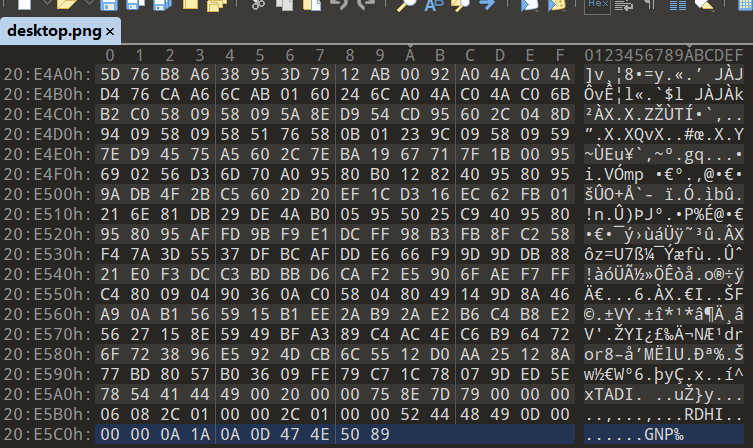 desktop.png ×
0 1 2 3 4 5 6 7 8 9 A B C D E F 0123456789ABCDEF
20:E4A0h: 5D 76 B8 A6 38 95 3D 79 12 AB 00 92 A0 4A C0 4A ]v¸¦8•=y.«.’ JÀJ
20:E4B0h: D4 76 CA A6 6C AB 01 60 24 6C A0 4A C0 4A C0 6B ÔvÊ¦l«.`$l JÀJÀk
20:E4C0h: B2 C0 58 09 58 09 5A 8E D9 54 CD 95 60 2C 04 8D ²ÀX.X.ZŽÙTÍ•`,..
20:E4D0h: 94 09 58 09 58 51 76 58 0B 01 23 9C 09 58 09 59 ”.X.XQvX..#œ.X.Y
20:E4E0h: 7E D9 45 75 A5 60 2C 7E BA 19 67 71 7F 1B 00 95 ~ÙEu¥`,~º.gq...•
20:E4F0h: 69 02 56 D3 6D 70 A0 95 80 B0 12 82 40 95 80 95 i.VÓmp •€°.‚@•€•
20:E500h: 9A DB 4F 2B C5 60 2D 20 EF 1C D3 16 EC 62 FB 01 šÛO+Å`- ï.Ó.ìbû.
20:E510h: 21 6E 81 DB 29 DE 4A B0 05 95 50 25 C9 40 95 80 !n.Û)ÞJ°.•P%É@•€
20:E520h: 95 80 95 AF FD 9B F9 E1 DC FF 98 B3 FB 8F C2 58 •€•¯ý›ùáÜÿ˜³û.ÂX
20:E530h: F4 7A 3D 55 37 DF BC AF DD E6 66 F9 9D 9D DB 88 ôz=U7ß¼¯Ýæfù..Ûˆ
20:E540h: 21 E0 F3 DC C3 BD BB D6 CA F2 E5 90 6F AE F7 FF !àóÜÃ½»ÖÊòå.o®÷ÿ
20:E550h: C4 80 09 04 90 36 0A C0 58 04 80 49 14 9D 8A 46 Ä€...6.ÀX.€I..ŠF
20:E560h: A9 0A B1 56 59 15 B1 EE 2A B9 2A E2 B6 C4 B8 E2 ©.±VY.±î*¹*â¶Ä¸â
20:E570h: 56 27 15 8E 59 49 BF A3 89 C4 AC 4E C6 B9 64 72 V'.ŽYI¿£‰Ä¬NÆ¹dr
20:E580h: 6F 72 38 96 E5 92 4D CB 6C 55 12 D0 AA 25 12 8A or8–å’MËlU.Ðª%.Š
20:E590h: 77 BD 80 57 B0 36 09 FE 79 C7 1C 78 07 9D ED 5E w½€W°6.þyÇ.x..í^
20:E5A0h: 78 54 41 44 49 00 20 00 00 75 8E 7D 79 00 00 00 xTADI. ..uŽ}y...
20:E5B0h: 06 08 2C 01 00 00 2C 01 00 00 52 44 48 49 0D 00 ..,...,...RDHI..
20:E5C0h: 00 00 0A 1A 0A 0D 47 4E 50 89 ......GNP‰